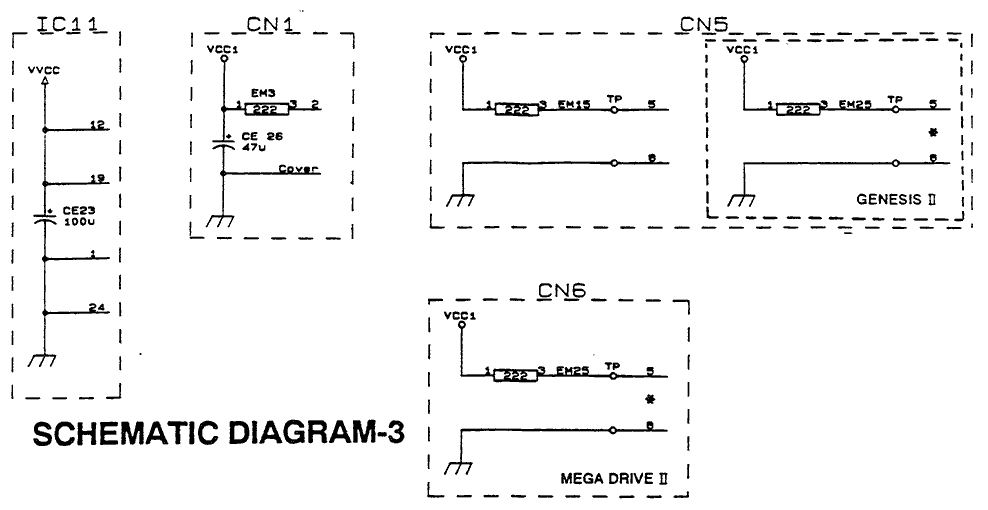 IC11
VVCC
12
19
+
CE23
100u
1
24
CN1
VCC1
EM3
1 222 3 2
+
CE 26
47u
Cover
CN5
VCC1
1 222 3 EM15 TP 5
6
VCC1
1 222 3 EM25 TP 5
*
6
GENESIS II
CN6
VCC1
1 222 3 EM25 TP 5
*
6
MEGA DRIVE II
SCHEMATIC DIAGRAM-3